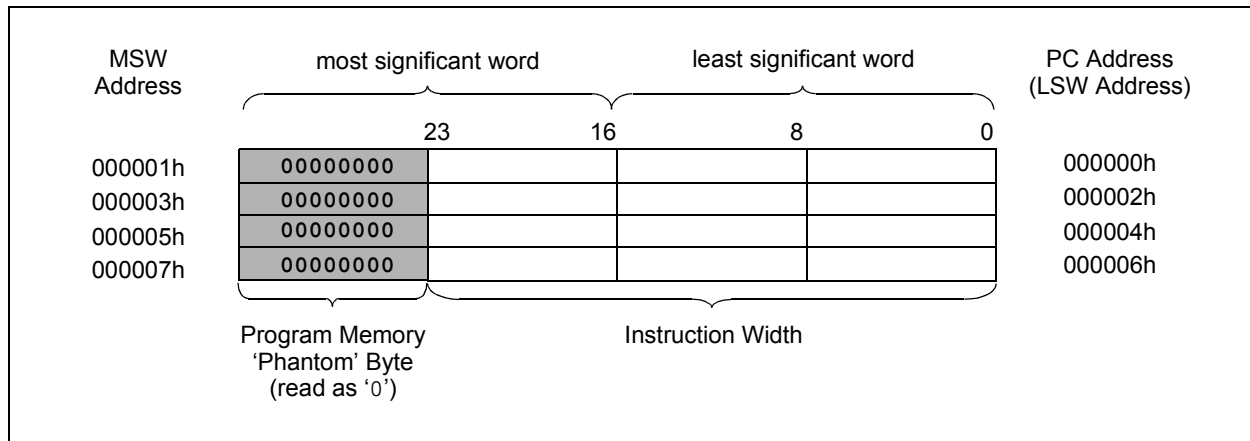 MSW most significant word least significant word PC Address
Address (LSW Address)
23 16 8 0
000001h 00000000 000000h
000003h 00000000 000002h
000005h 00000000 000004h
000007h 00000000 000006h
Program Memory Instruction Width
‘Phantom’ Byte
(read as ‘0’)